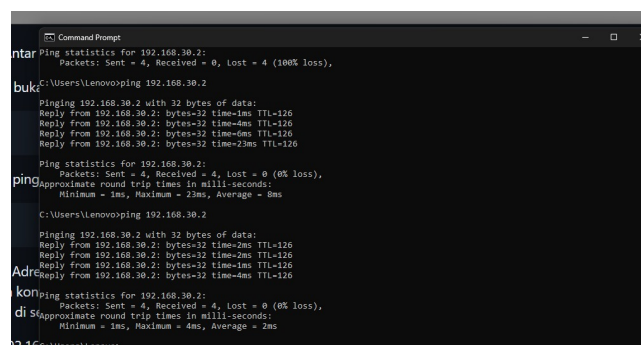 Command Prompt
ntar
Ping statistics for 192.168.30.2:
Packets: Sent = 4, Received = 0, Lost = 4 (100% loss),
buka
C:\Users\Lenovo>ping 192.168.30.2
Pinging 192.168.30.2 with 32 bytes of data:
Reply from 192.168.30.2: bytes=32 time=1ms TTL=126
Reply from 192.168.30.2: bytes=32 time=4ms TTL=126
Reply from 192.168.30.2: bytes=32 time=6ms TTL=126
Reply from 192.168.30.2: bytes=32 time=23ms TTL=126
Ping statistics for 192.168.30.2:
Packets: Sent = 4, Received = 4, Lost = 0 (0% loss),
ping
Approximate round trip times in milli-seconds:
Minimum = 1ms, Maximum = 23ms, Average = 8ms
C:\Users\Lenovo>ping 192.168.30.2
Pinging 192.168.30.2 with 32 bytes of data:
Reply from 192.168.30.2: bytes=32 time=2ms TTL=126
Reply from 192.168.30.2: bytes=32 time=2ms TTL=126
Reply from 192.168.30.2: bytes=32 time=1ms TTL=126
Adre
Reply from 192.168.30.2: bytes=32 time=4ms TTL=126
kon
Ping statistics for 192.168.30.2:
Packets: Sent = 4, Received = 4, Lost = 0 (0% loss),
di se
Approximate round trip times in milli-seconds:
Minimum = 1ms, Maximum = 4ms, Average = 2ms